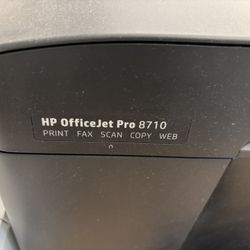 HP OfficeJet Pro 8710
PRINT FAX SCAN COPY WEB